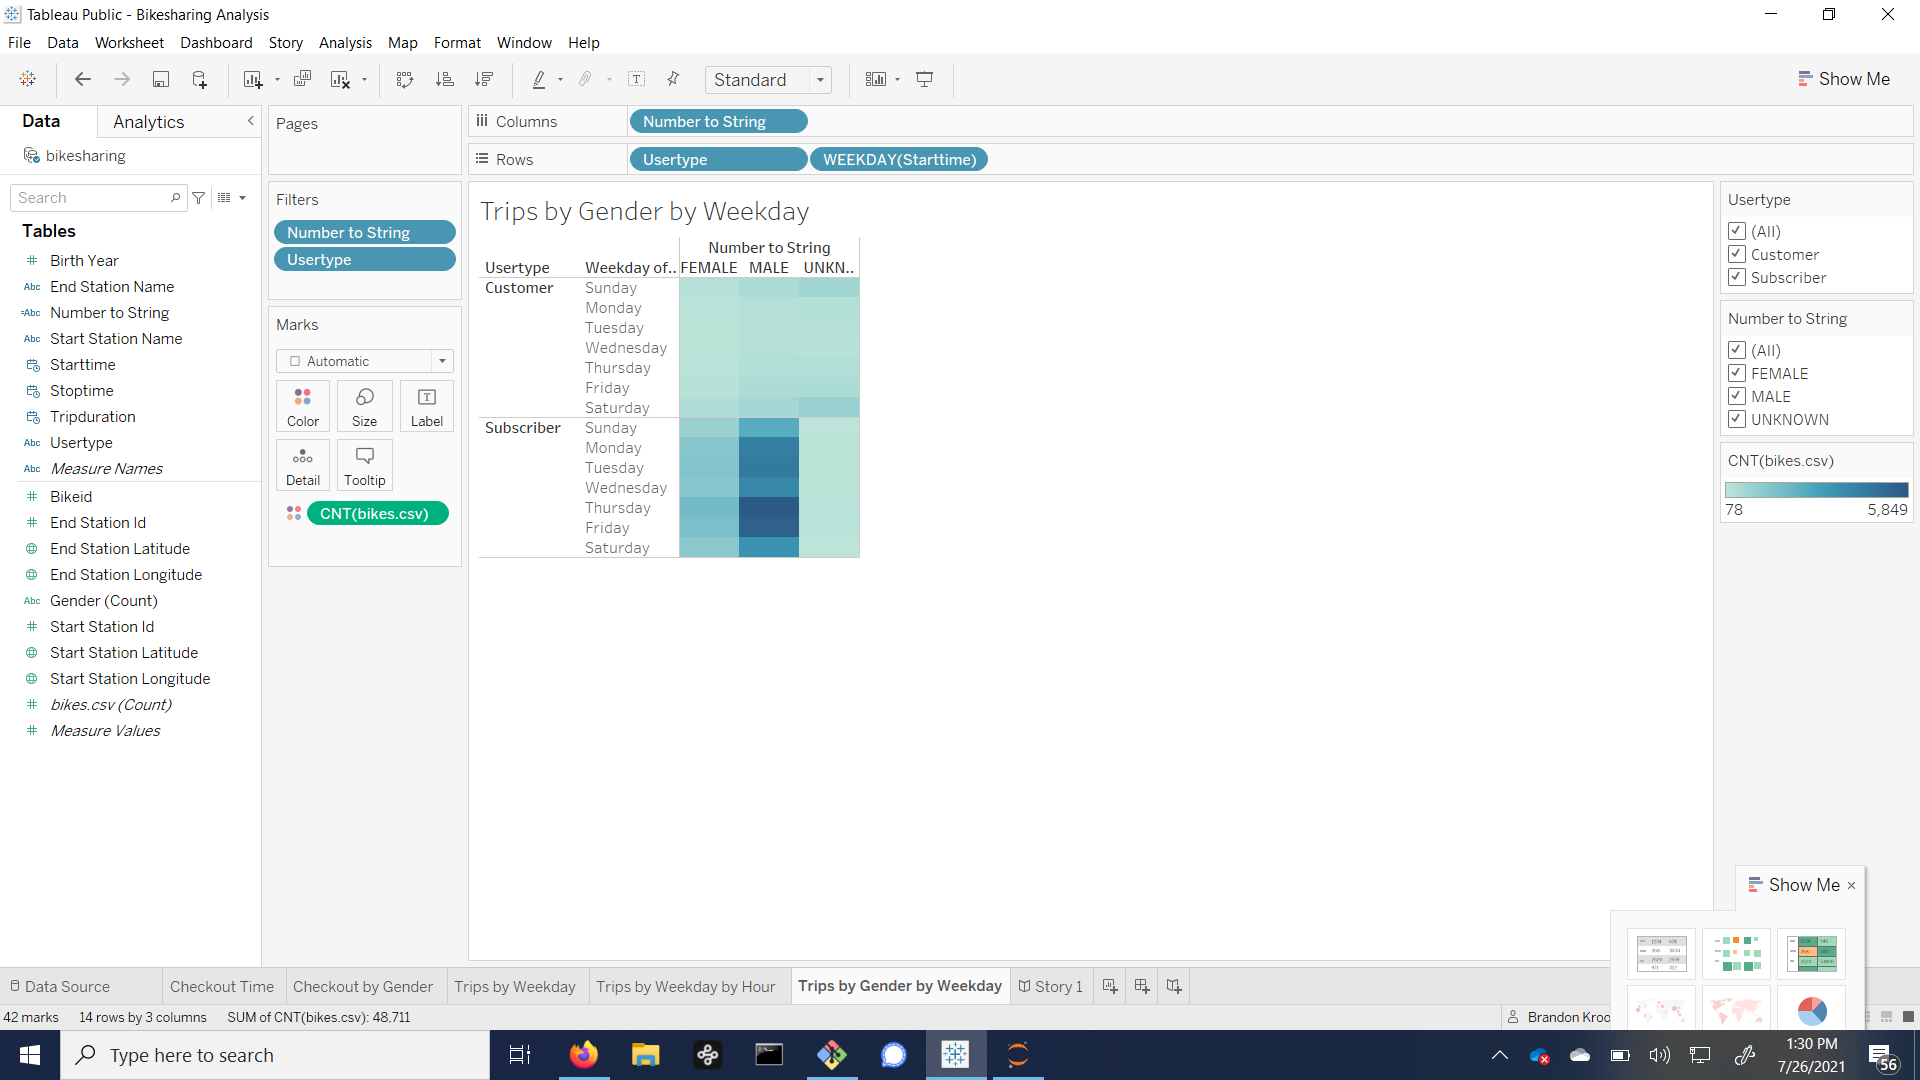 Tableau Public - Bikesharing Analysis
File Data Worksheet Dashboard Story Analysis Map Format Window Help
Standard
Show Me
Data Analytics
bikesharing
Search
Tables
Birth Year
Abc End Station Name
=Abc Number to String
Abc Start Station Name
Starttime
Stoptime
Tripduration
Abc Usertype
Abc Measure Names
Bikeid
End Station Id
End Station Latitude
End Station Longitude
Abc Gender (Count)
Start Station Id
Start Station Latitude
Start Station Longitude
bikes.csv (Count)
Measure Values
Pages
Filters
Number to String
Usertype
Marks
Automatic
Color Size Label
Detail Tooltip
CNT(bikes.csv)
Columns Number to String
Rows Usertype WEEKDAY(Starttime)
Trips by Gender by Weekday
Number to String
Usertype Weekday of.. FEMALE MALE UNKN..
Customer Sunday
Monday
Tuesday
Wednesday
Thursday
Friday
Saturday
Subscriber Sunday
Monday
Tuesday
Wednesday
Thursday
Friday
Saturday
Usertype
(All)
Customer
Subscriber
Number to String
(All)
FEMALE
MALE
UNKNOWN
CNT(bikes.csv)
78 5,849
Show Me
Data Source Checkout Time Checkout by Gender Trips by Weekday Trips by Weekday by Hour Trips by Gender by Weekday Story 1
42 marks 14 rows by 3 columns SUM of CNT(bikes.csv): 48,711
Brandon Kroo
Type here to search
1:30 PM
7/26/2021
56